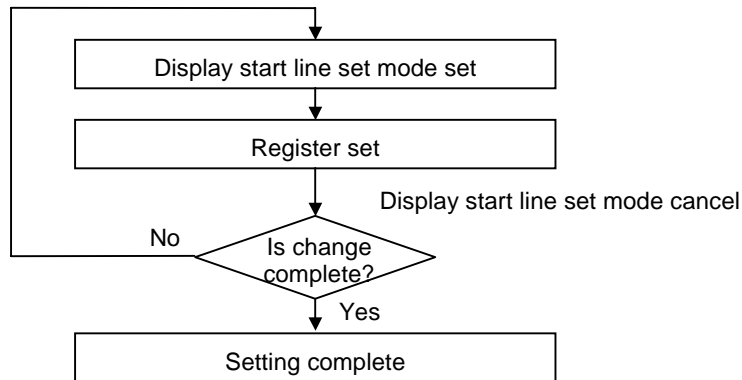 Display start line set mode set
Register set
Display start line set mode cancel
No
Is change
complete?
Yes
Setting complete